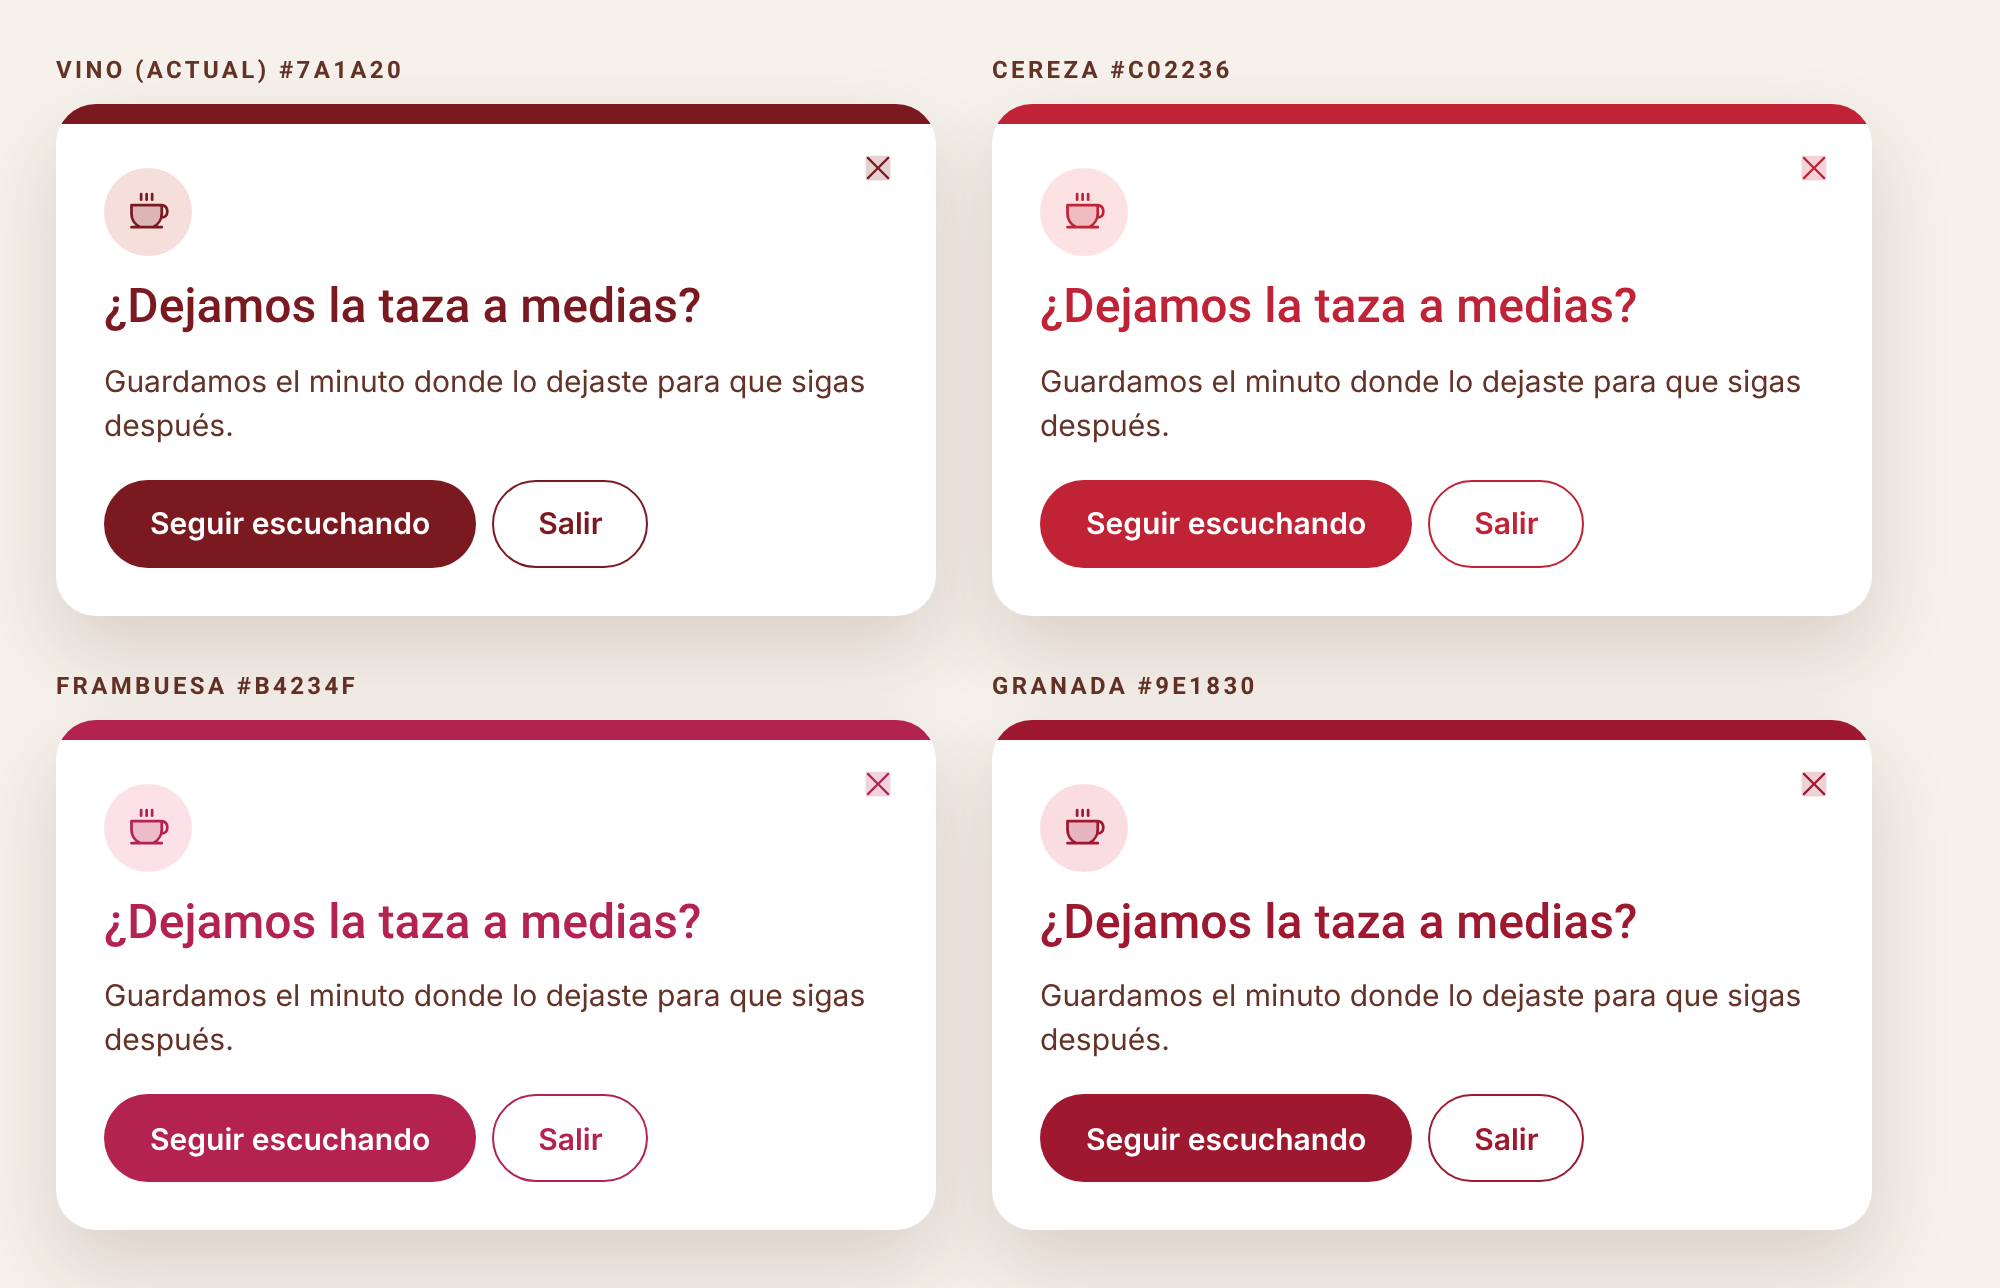 VINO (ACTUAL) #7A1A20
¿Dejamos la taza a medias?
Guardamos el minuto donde lo dejaste para que sigas
después.
Seguir escuchando
Salir
CEREZA #C02236
¿Dejamos la taza a medias?
Guardamos el minuto donde lo dejaste para que sigas
después.
Seguir escuchando
Salir
FRAMBUESA #B4234F
¿Dejamos la taza a medias?
Guardamos el minuto donde lo dejaste para que sigas
después.
Seguir escuchando
Salir
GRANADA #9E1830
¿Dejamos la taza a medias?
Guardamos el minuto donde lo dejaste para que sigas
después.
Seguir escuchando
Salir